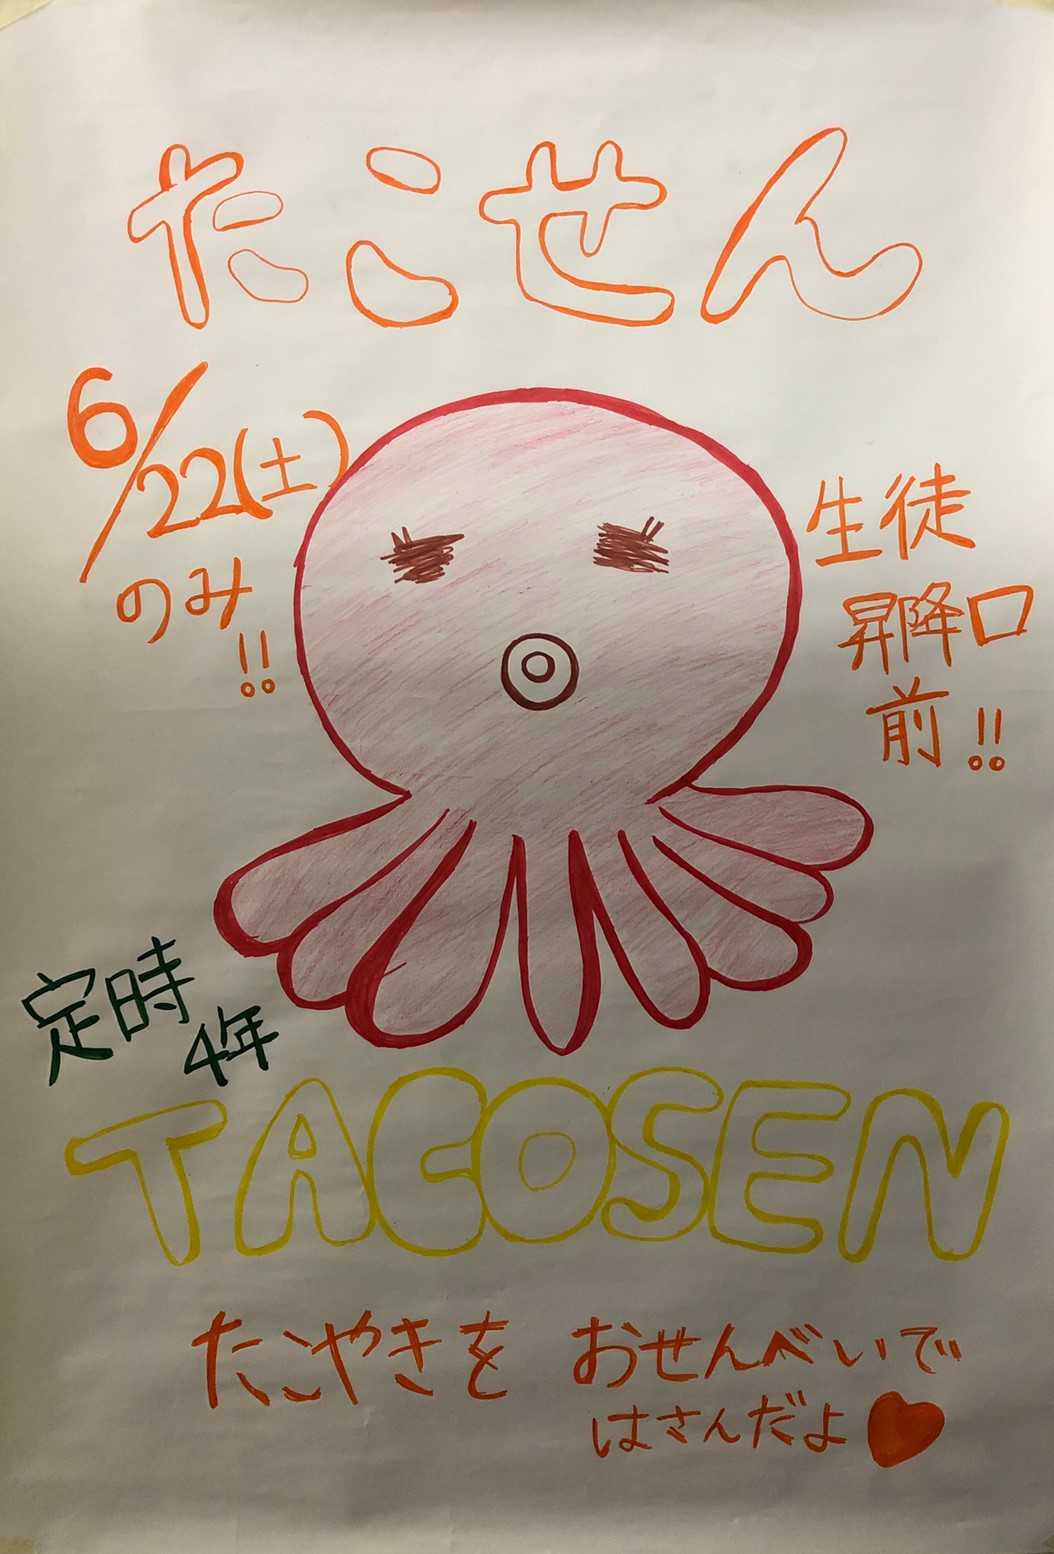 たこせん
6/22(土)
のみ!!
生徒
昇降口
前!!
定時
4年
TACOSEN
たこやきを おせんべいで
はさんだよ